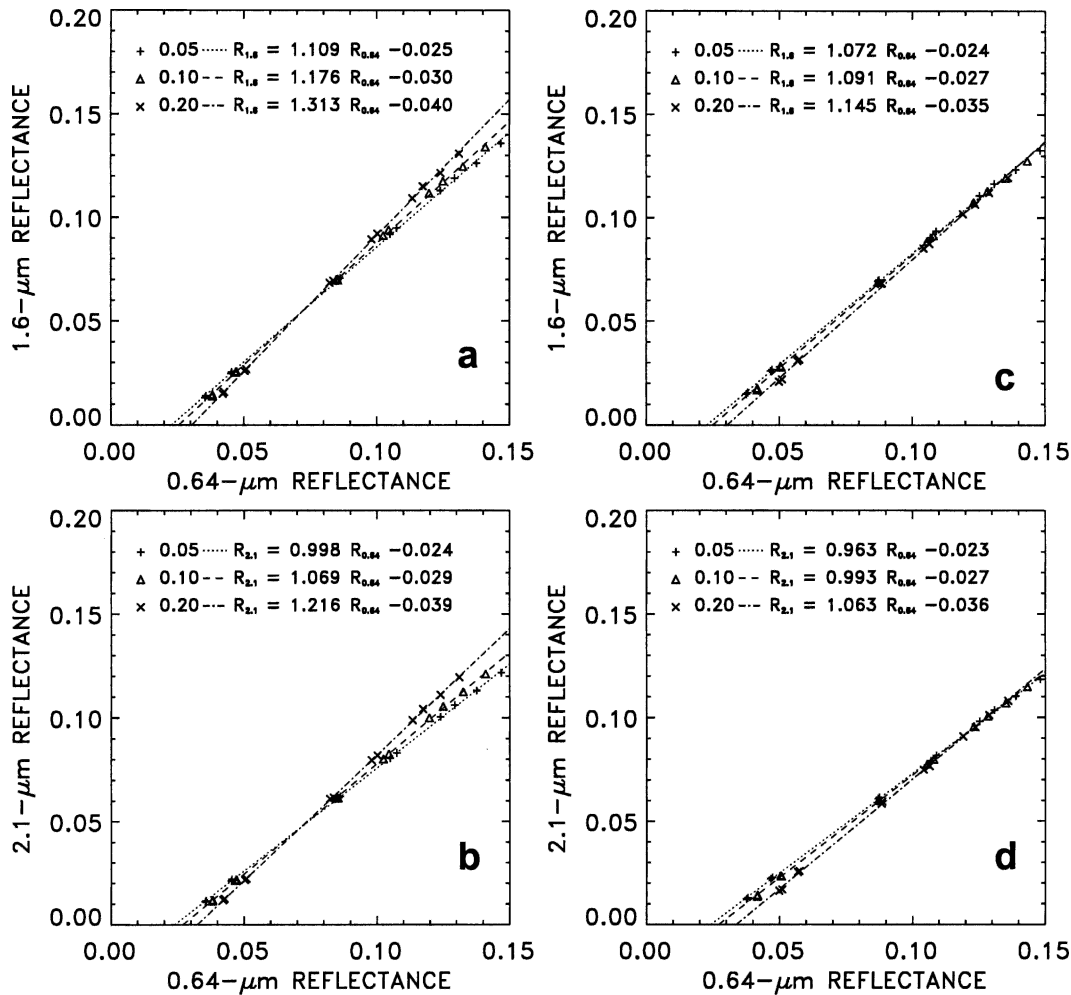 0.20
0.15
0.10
0.05
0.00
1.6-μm REFLECTANCE
+ 0.05 ······ R1.6 = 1.109 R0.64 -0.025
△ 0.10 - - - R1.6 = 1.176 R0.64 -0.030
× 0.20 -·-·- R1.6 = 1.313 R0.64 -0.040
a
0.00 0.05 0.10 0.15
0.64-μm REFLECTANCE
0.20
0.15
0.10
0.05
0.00
1.6-μm REFLECTANCE
+ 0.05 ······ R1.6 = 1.072 R0.64 -0.024
△ 0.10 - - - R1.6 = 1.091 R0.64 -0.027
× 0.20 -·-·- R1.6 = 1.145 R0.64 -0.035
c
0.00 0.05 0.10 0.15
0.64-μm REFLECTANCE
0.20
0.15
0.10
0.05
0.00
2.1-μm REFLECTANCE
+ 0.05 ······ R2.1 = 0.998 R0.64 -0.024
△ 0.10 - - - R2.1 = 1.069 R0.64 -0.029
× 0.20 -·-·- R2.1 = 1.216 R0.64 -0.039
b
0.00 0.05 0.10 0.15
0.64-μm REFLECTANCE
0.20
0.15
0.10
0.05
0.00
2.1-μm REFLECTANCE
+ 0.05 ······ R2.1 = 0.963 R0.64 -0.023
△ 0.10 - - - R2.1 = 0.993 R0.64 -0.027
× 0.20 -·-·- R2.1 = 1.063 R0.64 -0.036
d
0.00 0.05 0.10 0.15
0.64-μm REFLECTANCE